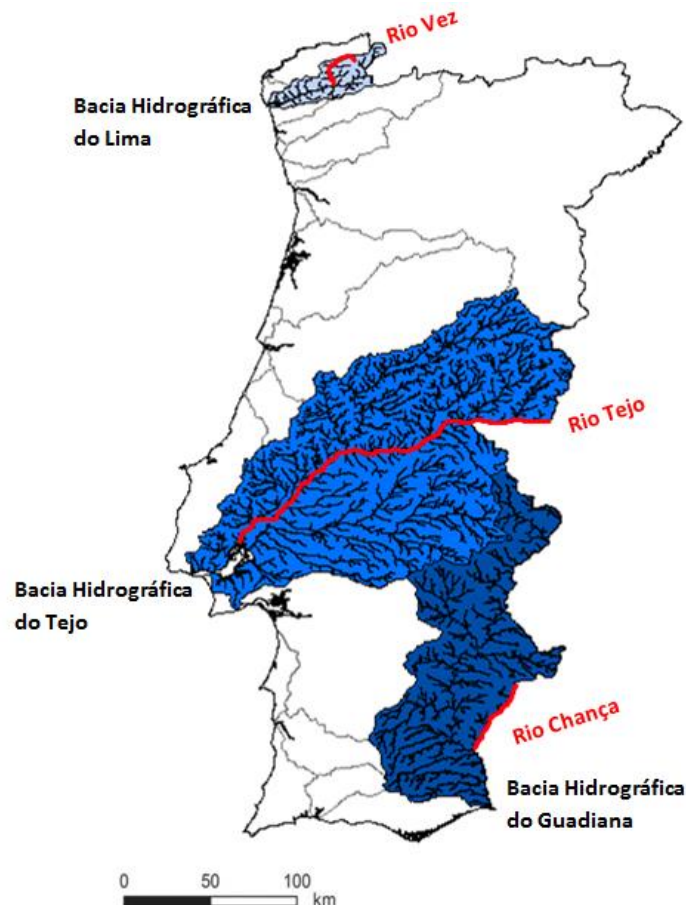 Rio Vez
Bacia Hidrográfica
do Lima
Rio Tejo
Bacia Hidrográfica
do Tejo
Rio Chança
Bacia Hidrográfica
do Guadiana
0 50 100
km